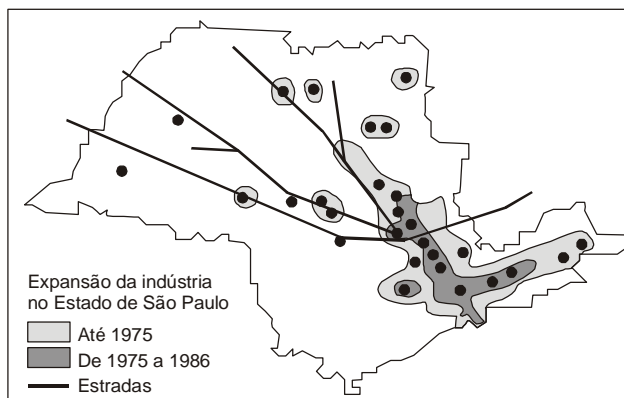 Expansão da indústria
no Estado de São Paulo
Até 1975
De 1975 a 1986
Estradas